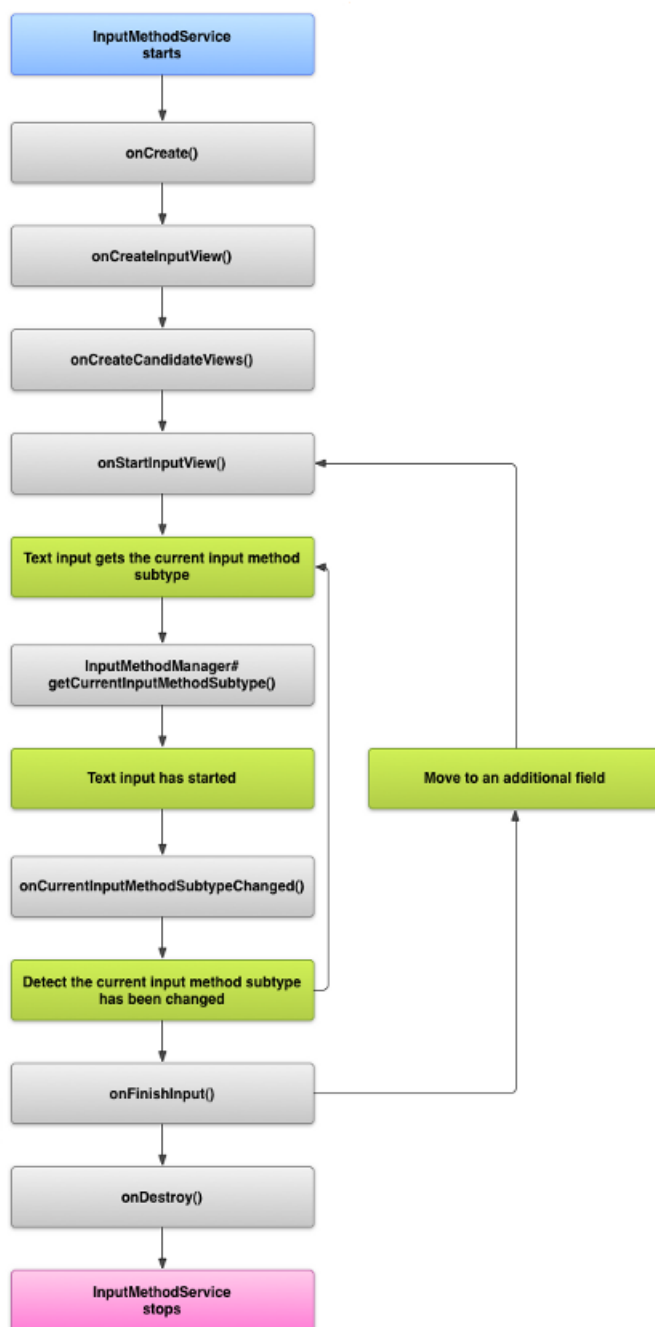 InputMethodService
starts
onCreate()
onCreateInputView()
onCreateCandidateViews()
onStartInputView()
Text input gets the current input method
subtype
InputMethodManager#
getCurrentInputMethodSubtype()
Text input has started
Move to an additional field
onCurrentInputMethodSubtypeChanged()
Detect the current input method subtype
has been changed
onFinishInput()
onDestroy()
InputMethodService
stops